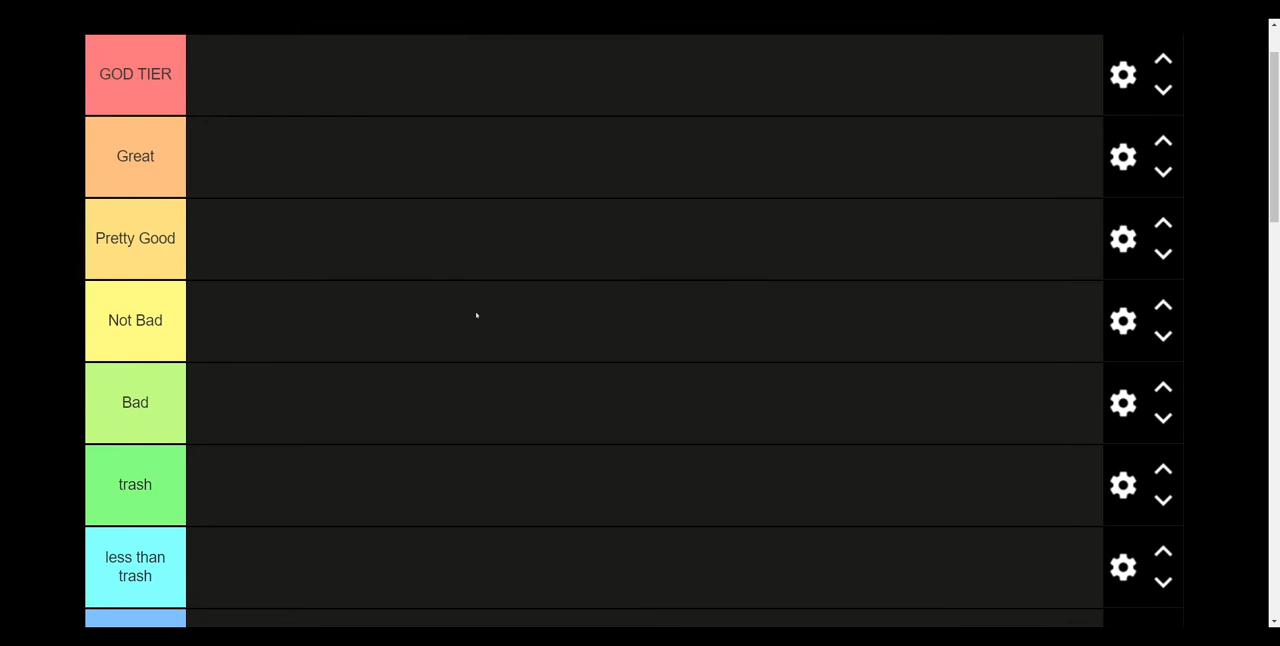 GOD TIER
Great
Pretty Good
Not Bad
Bad
trash
less than
trash